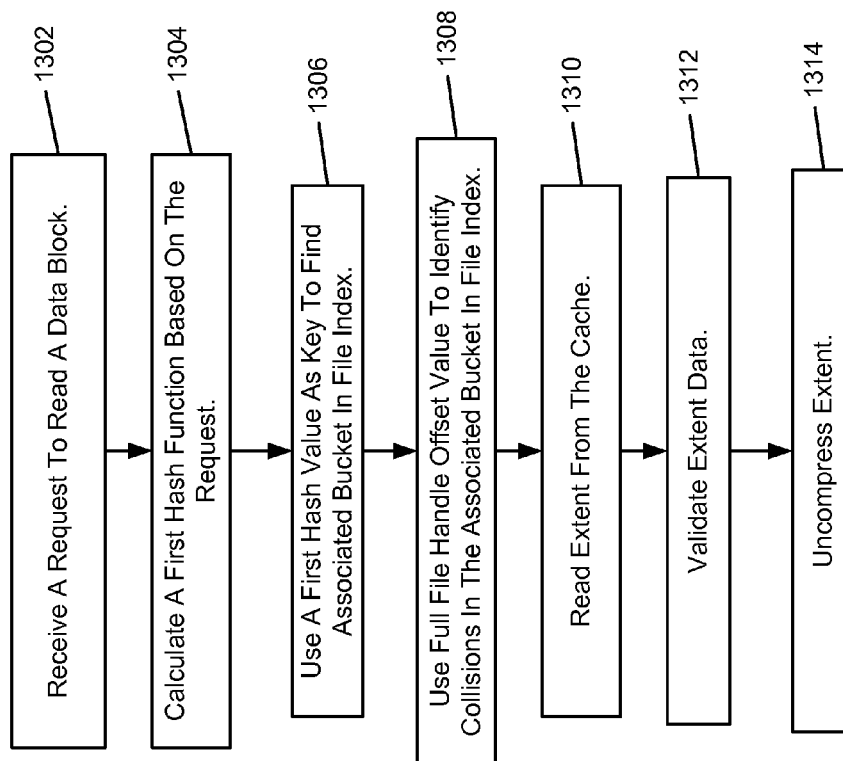 1302
Receive A Request To Read A Data Block.
1304
Calculate A First Hash Function Based On The
Request.
1306
Use A First Hash Value As Key To Find
Associated Bucket In File Index.
1308
Use Full File Handle Offset Value To Identify
Collisions In The Associated Bucket In File Index.
1310
Read Extent From The Cache.
1312
Validate Extent Data.
1314
Uncompress Extent.